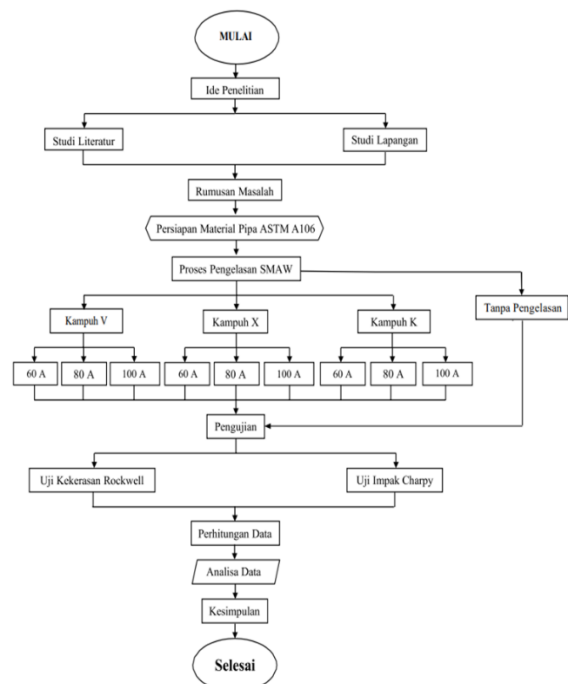 MULAI
Ide Penelitian
Studi Literatur
Studi Lapangan
Rumusan Masalah
Persiapan Material Pipa ASTM A106
Proses Pengelasan SMAW
Kampuh V
Kampuh X
Kampuh K
Tanpa Pengelasan
60 A
80 A
100 A
60 A
80 A
100 A
60 A
80 A
100 A
Pengujian
Uji Kekerasan Rockwell
Uji Impak Charpy
Perhitungan Data
Analisa Data
Kesimpulan
Selesai